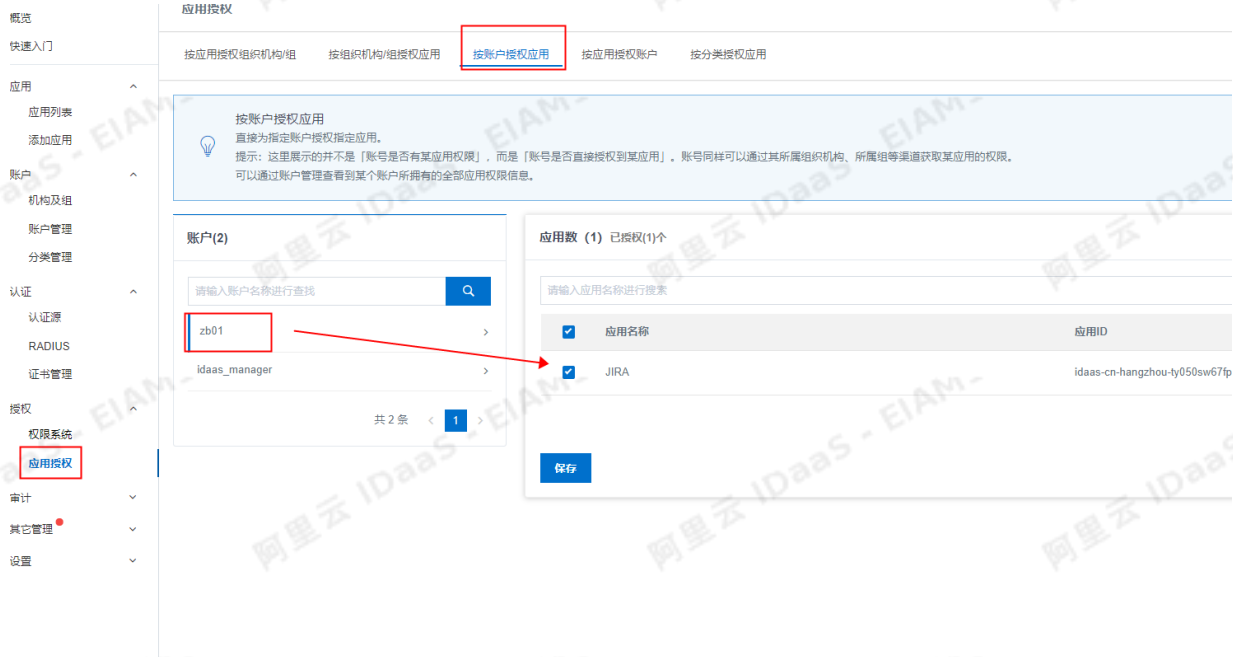 概览
快速入门
应用
应用列表
添加应用
账户
机构及组
账户管理
分类管理
认证
认证源
RADIUS
证书管理
授权
权限系统
应用授权
审计
其它管理
设置
应用授权
按应用授权组织机构/组 按组织机构/组授权应用 按账户授权应用 按应用授权账户 按分类授权应用
按账户授权应用
直接为指定账户授权指定应用。
提示：这里展示的并不是「账号是否有某应用权限」，而是「账号是否直接授权到某应用」。账号同样可以通过其所属组织机构、所属组等渠道获取某应用的权限。
可以通过账户管理查看到某个账户所拥有的全部应用权限信息。
账户(2)
请输入账户名称进行查找
zb01
idaas_manager
共 2 条 < 1 >
应用数（1）已授权(1)个
请输入应用名称进行搜索
应用名称 应用ID
JIRA idaas-cn-hangzhou-ty050sw67fp
保存
阿里云 IDaaS - EIAM